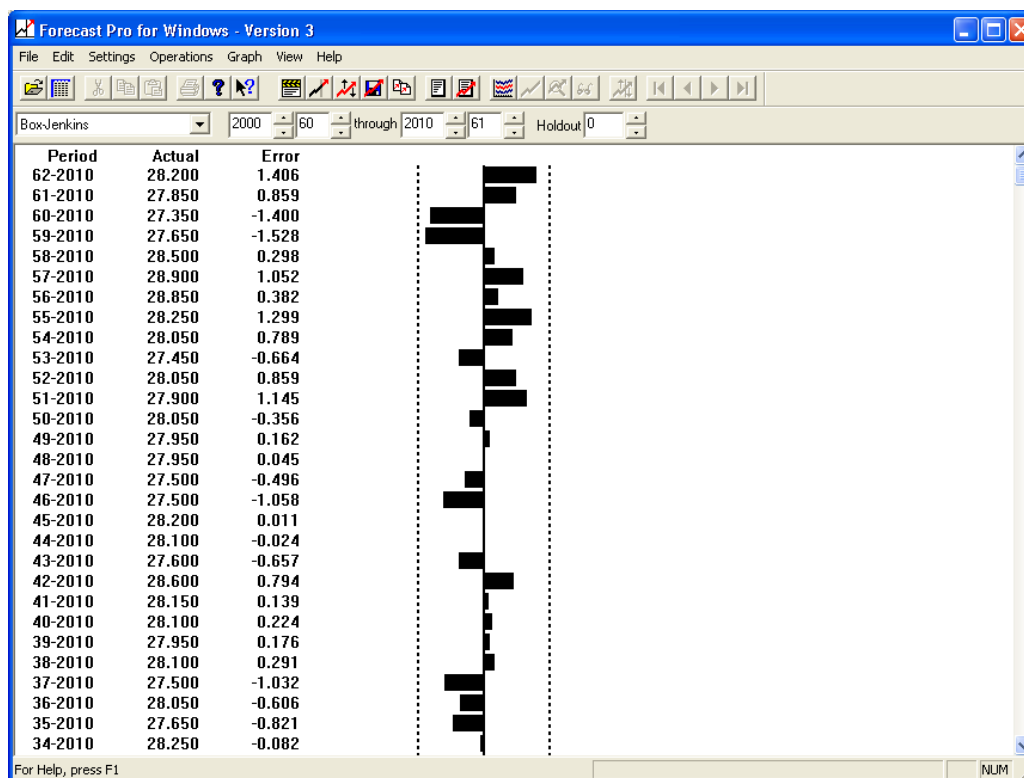 Forecast Pro for Windows - Version 3
File Edit Settings Operations Graph View Help
Box-Jenkins 2000 60 through 2010 61 Holdout 0
Period Actual Error
62-2010 28.200 1.406
61-2010 27.850 0.859
60-2010 27.350 -1.400
59-2010 27.650 -1.528
58-2010 28.500 0.298
57-2010 28.900 1.052
56-2010 28.850 0.382
55-2010 28.250 1.299
54-2010 28.050 0.789
53-2010 27.450 -0.664
52-2010 28.050 0.859
51-2010 27.900 1.145
50-2010 28.050 -0.356
49-2010 27.950 0.162
48-2010 27.950 0.045
47-2010 27.500 -0.496
46-2010 27.500 -1.058
45-2010 28.200 0.011
44-2010 28.100 -0.024
43-2010 27.600 -0.657
42-2010 28.600 0.794
41-2010 28.150 0.139
40-2010 28.100 0.224
39-2010 27.950 0.176
38-2010 28.100 0.291
37-2010 27.500 -1.032
36-2010 28.050 -0.606
35-2010 27.650 -0.821
34-2010 28.250 -0.082
For Help, press F1 NUM